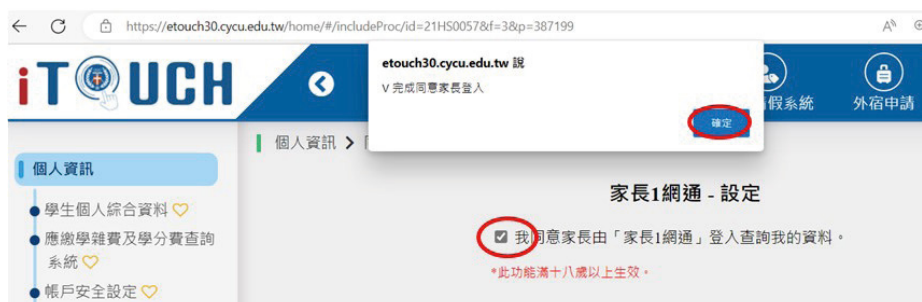 https://etouch30.cycu.edu.tw/home/#/includeProc/id=21HS0057&f=3&p=387199
iTOUCH
etouch30.cycu.edu.tw 說
V 完成同意家長登入
確定
假系統
外宿申請
個人資訊
個人資訊 >
學生個人綜合資料
應繳學雜費及學分費查詢
系統
帳戶安全設定
家長1網通 - 設定
我同意家長由「家長1網通」登入查詢我的資料。
*此功能滿十八歲以上生效。